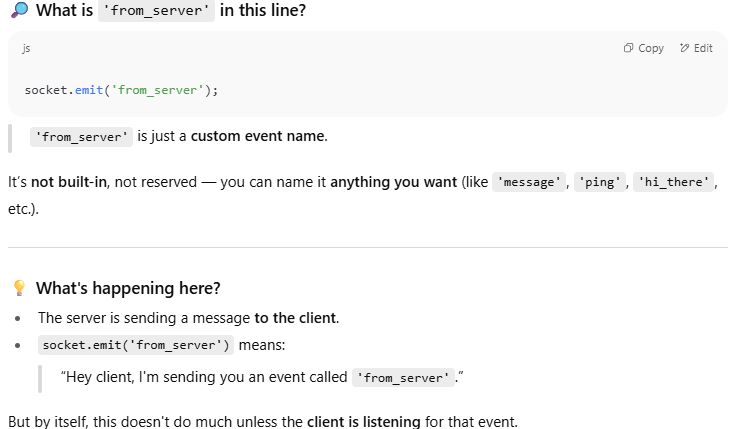 🔎 What is 'from_server' in this line?
js
Copy
Edit
socket.emit('from_server');
'from_server' is just a custom event name.
It's not built-in, not reserved — you can name it anything you want (like 'message', 'ping', 'hi_there',
etc.).
💡 What's happening here?
• The server is sending a message to the client.
• socket.emit('from_server') means:
“Hey client, I'm sending you an event called 'from_server'.”
But by itself, this doesn't do much unless the client is listening for that event.